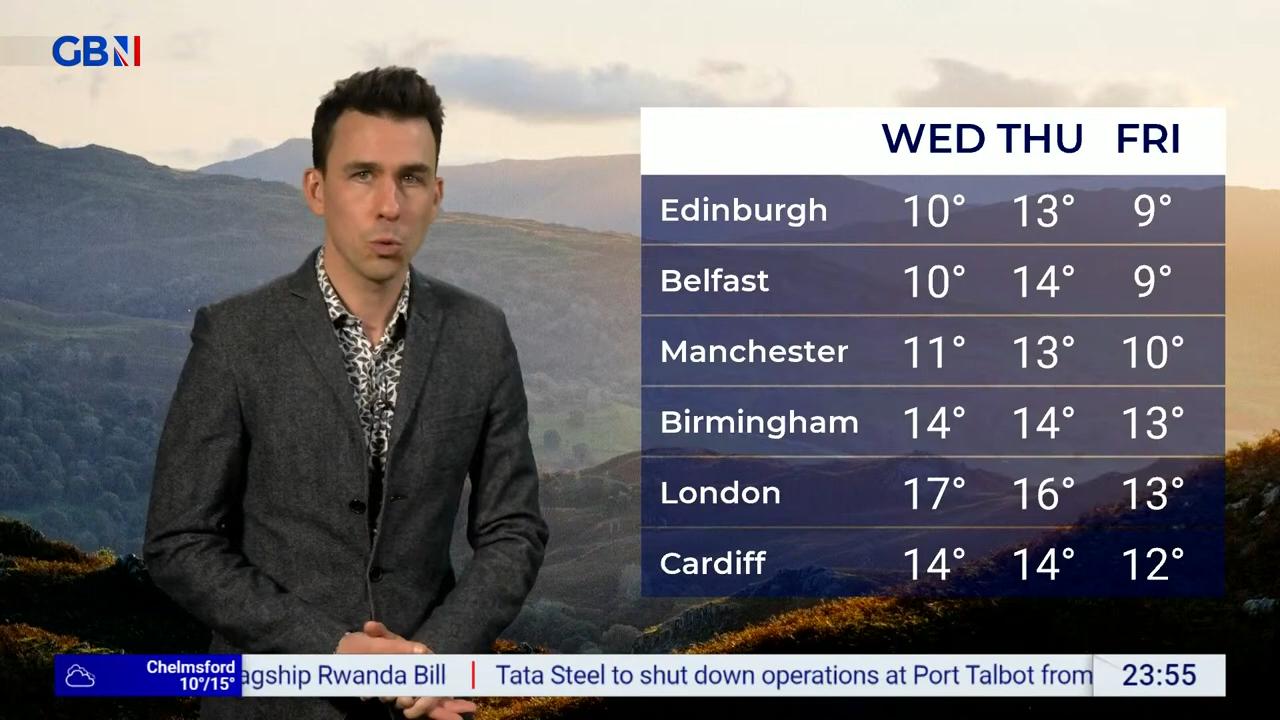 GBN
WED THU FRI
Edinburgh 10° 13° 9°
Belfast 10° 14° 9°
Manchester 11° 13° 10°
Birmingham 14° 14° 13°
London 17° 16° 13°
Cardiff 14° 14° 12°
Chelmsford
10°/15°
agship Rwanda Bill | Tata Steel to shut down operations at Port Talbot from
23:55